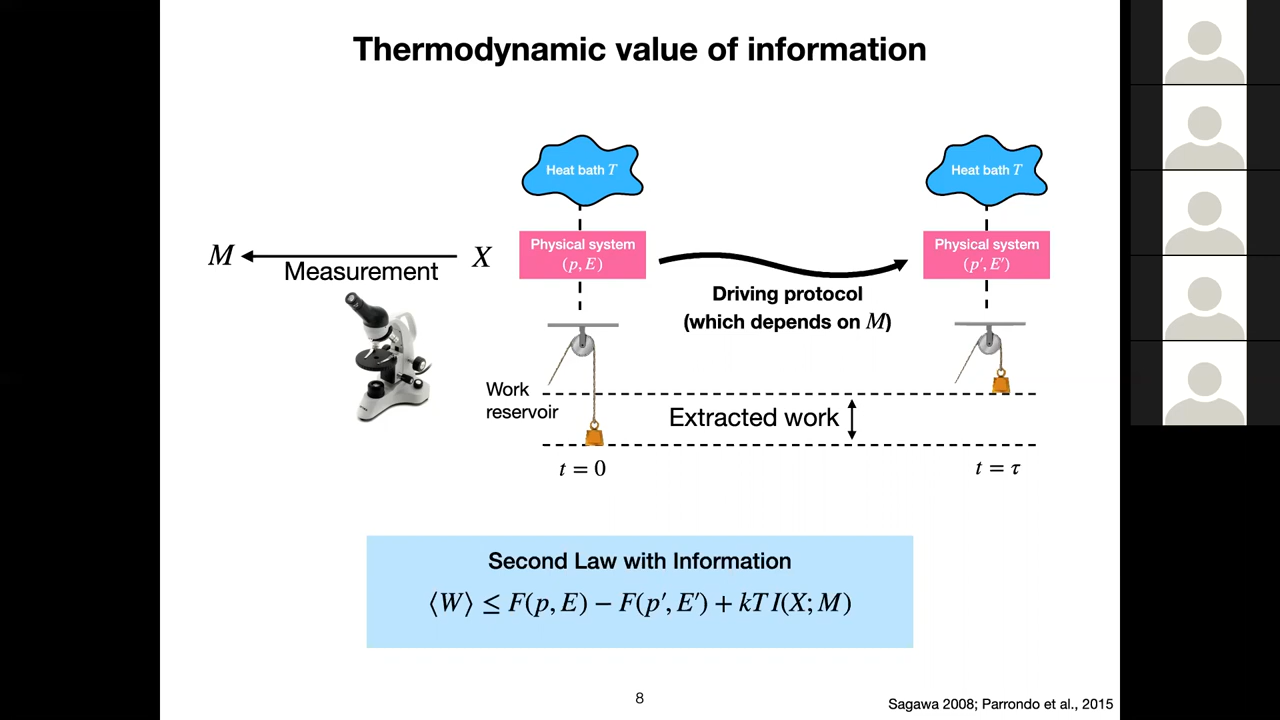 Thermodynamic value of information
Heat bath T
Heat bath T
M
Measurement
X
Physical system
(p, E)
Physical system
(p′, E′)
Driving protocol
(which depends on M)
Work
reservoir
Extracted work
t = 0
t = τ
Second Law with Information
⟨W⟩ ≤ F(p, E) − F(p′, E′) + kT I(X; M)
8
Sagawa 2008; Parrondo et al., 2015